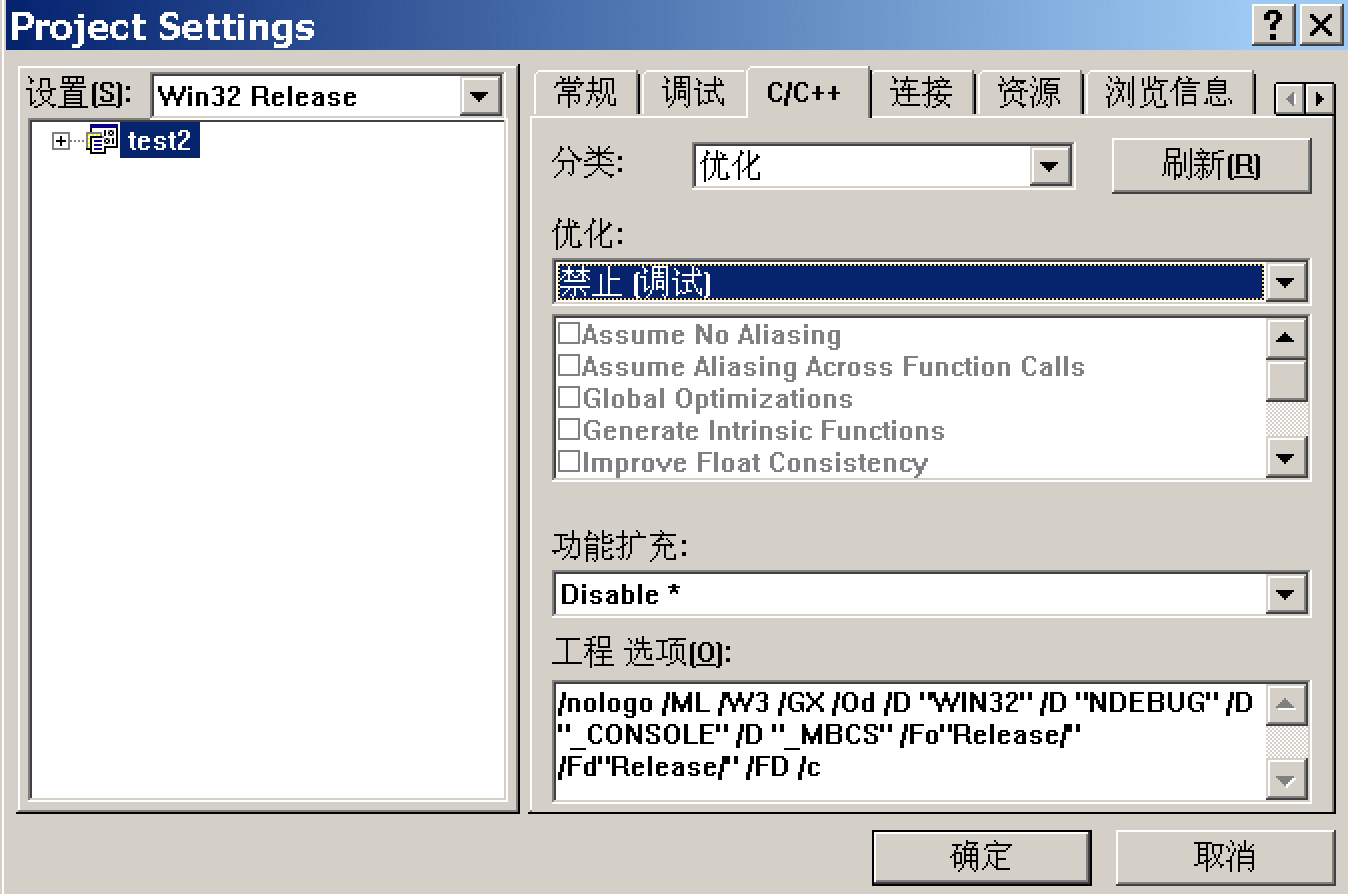 Project Settings
设置(S):
Win32 Release
test2
常规
调试
C/C++
连接
资源
浏览信息
分类:
优化
刷新(R)
优化:
禁止 (调试)
Assume No Aliasing
Assume Aliasing Across Function Calls
Global Optimizations
Generate Intrinsic Functions
Improve Float Consistency
功能扩充:
Disable *
工程 选项(O):
/nologo /ML /W3 /GX /Od /D "WIN32" /D "NDEBUG" /D
"_CONSOLE" /D "_MBCS" /Fo"Release/"
/Fd"Release/" /FD /c
确定
取消